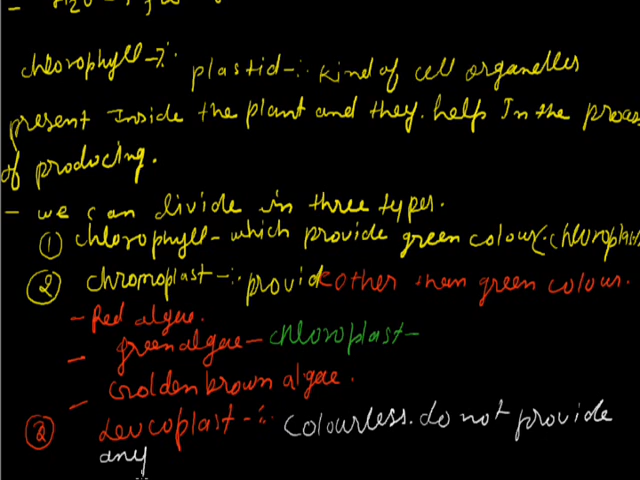 chlorophyll-: plastid-: kind of cell organelles
present Inside the plant and they help In the process
of producing.
- we can divide in three types.
① chlorophyll- which provide green colour. chloroplast
② chromoplast-: provide other than green colour.
- Red algae.
- green algae- chloroplast-
- Golden brown algae.
③ Leucoplast-: colourless. do not provide
any